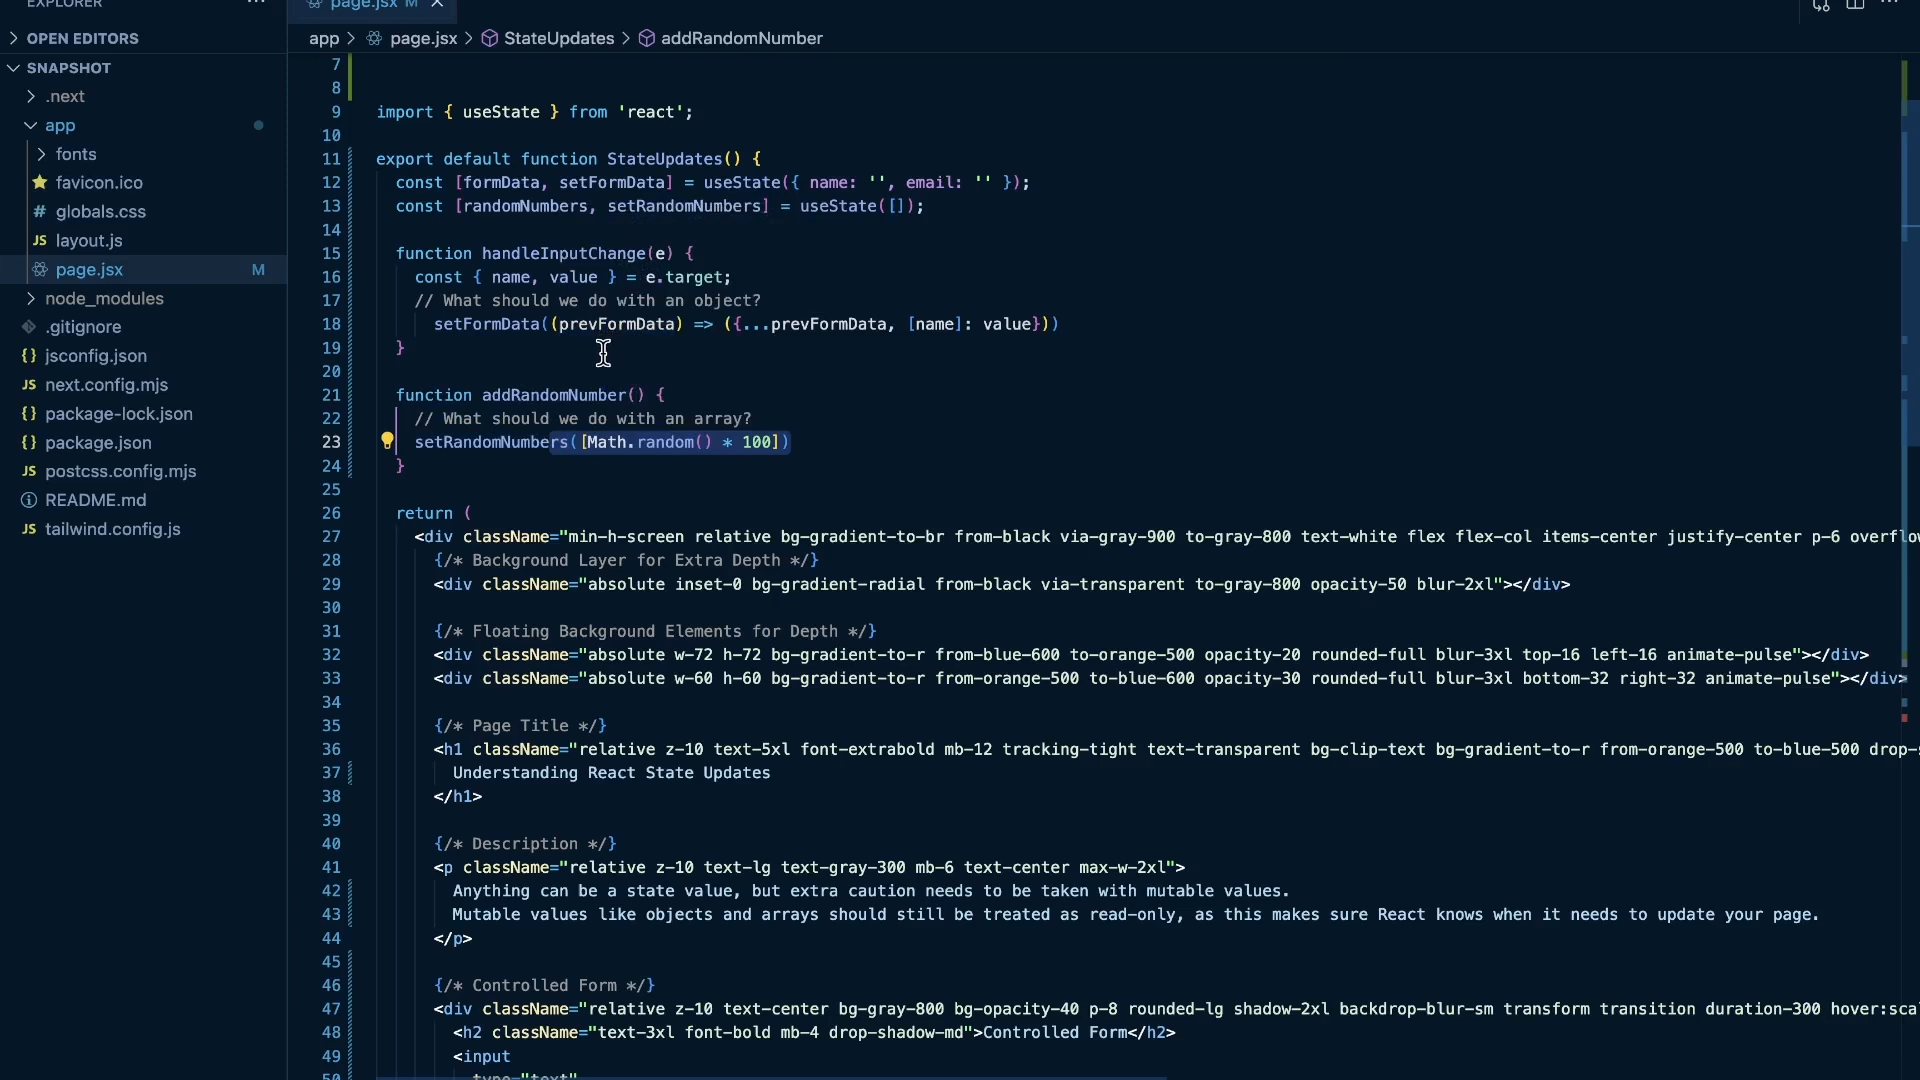 EXPLORER
···
page.jsx M ×
OPEN EDITORS
SNAPSHOT
.next
app
fonts
favicon.ico
# globals.css
JS layout.js
page.jsx M
node_modules
.gitignore
{} jsconfig.json
JS next.config.mjs
{} package-lock.json
{} package.json
JS postcss.config.mjs
README.md
JS tailwind.config.js
app > page.jsx > StateUpdates > addRandomNumber
7
8
9 import { useState } from 'react';
10
11 export default function StateUpdates() {
12 const [formData, setFormData] = useState({ name: '', email: '' });
13 const [randomNumbers, setRandomNumbers] = useState([]);
14
15 function handleInputChange(e) {
16 const { name, value } = e.target;
17 // What should we do with an object?
18 setFormData((prevFormData) => ({...prevFormData, [name]: value}))
19 }
20
21 function addRandomNumber() {
22 // What should we do with an array?
23 setRandomNumbers([Math.random() * 100])
24 }
25
26 return (
27 <div className="min-h-screen relative bg-gradient-to-br from-black via-gray-900 to-gray-800 text-white flex flex-col items-center justify-center p-6 overflow
28 {/* Background Layer for Extra Depth */}
29 <div className="absolute inset-0 bg-gradient-radial from-black via-transparent to-gray-800 opacity-50 blur-2xl"></div>
30
31 {/* Floating Background Elements for Depth */}
32 <div className="absolute w-72 h-72 bg-gradient-to-r from-blue-600 to-orange-500 opacity-20 rounded-full blur-3xl top-16 left-16 animate-pulse"></div>
33 <div className="absolute w-60 h-60 bg-gradient-to-r from-orange-500 to-blue-600 opacity-30 rounded-full blur-3xl bottom-32 right-32 animate-pulse"></div>
34
35 {/* Page Title */}
36 <h1 className="relative z-10 text-5xl font-extrabold mb-12 tracking-tight text-transparent bg-clip-text bg-gradient-to-r from-orange-500 to-blue-500 drop-s
37 Understanding React State Updates
38 </h1>
39
40 {/* Description */}
41 <p className="relative z-10 text-lg text-gray-300 mb-6 text-center max-w-2xl">
42 Anything can be a state value, but extra caution needs to be taken with mutable values.
43 Mutable values like objects and arrays should still be treated as read-only, as this makes sure React knows when it needs to update your page.
44 </p>
45
46 {/* Controlled Form */}
47 <div className="relative z-10 text-center bg-gray-800 bg-opacity-40 p-8 rounded-lg shadow-2xl backdrop-blur-sm transform transition duration-300 hover:sca
48 <h2 className="text-3xl font-bold mb-4 drop-shadow-md">Controlled Form</h2>
49 <input
50 type="text"